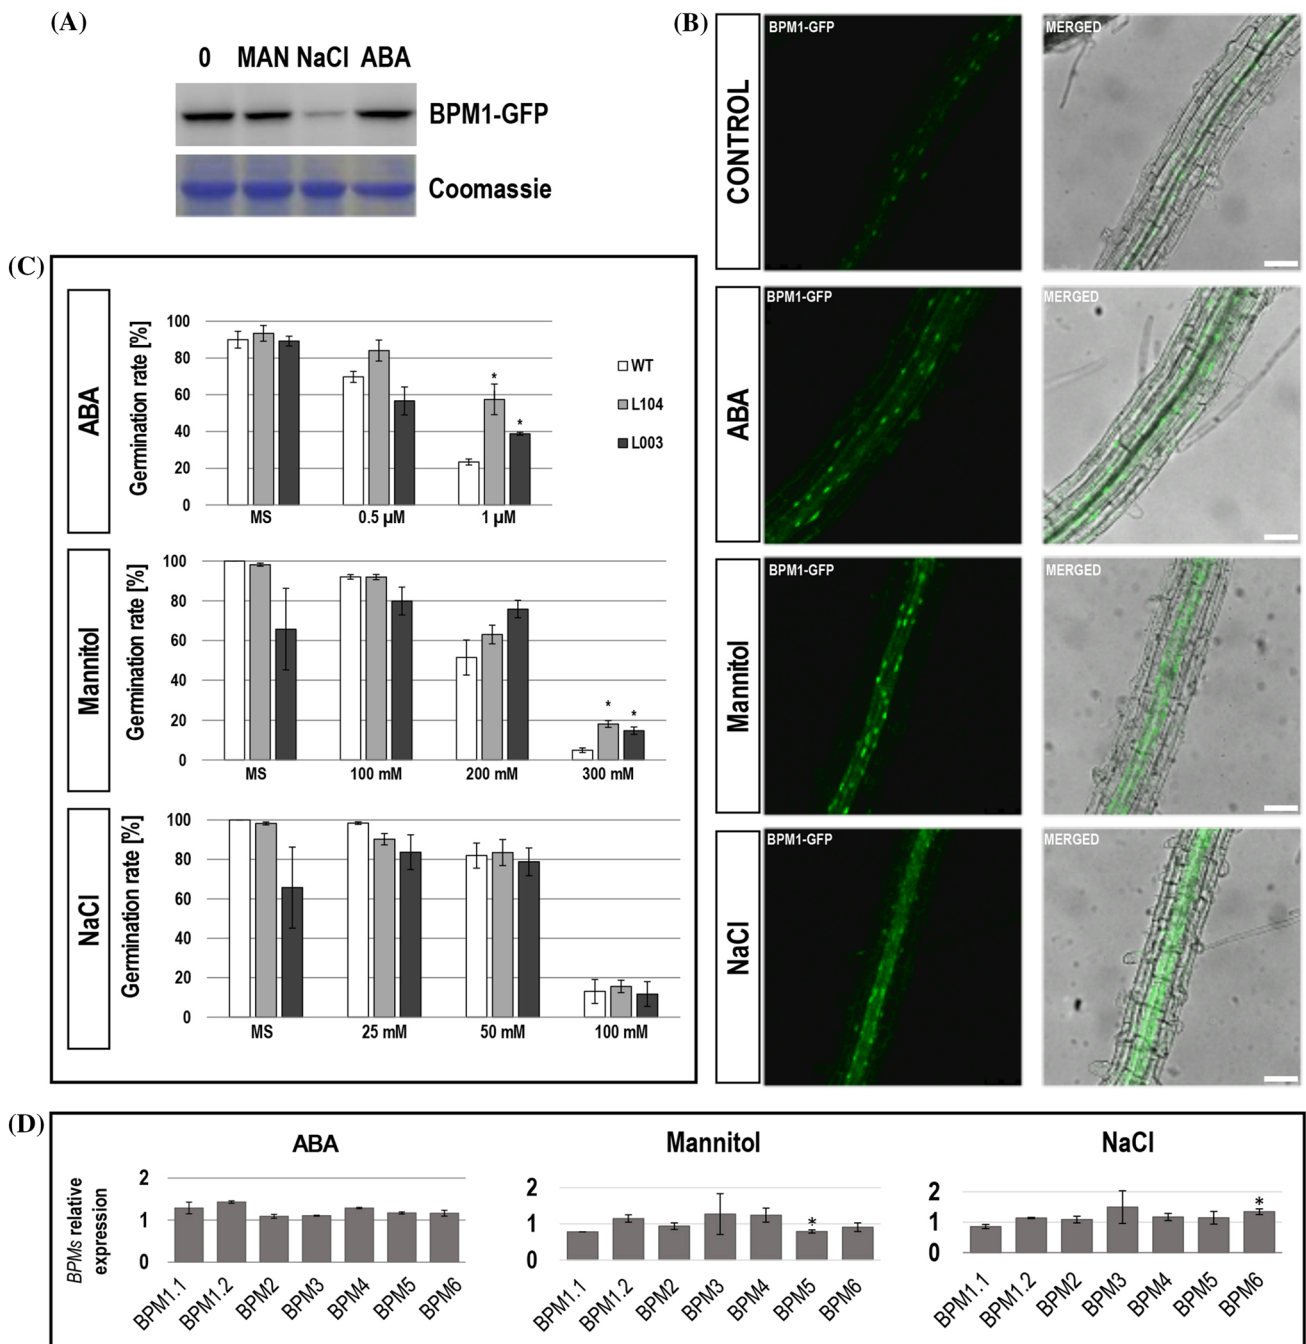 (A)
0 MAN NaCl ABA
BPM1-GFP
Coomassie
(B)
CONTROL
BPM1-GFP
MERGED
ABA
BPM1-GFP
MERGED
Mannitol
BPM1-GFP
MERGED
NaCl
BPM1-GFP
MERGED
(C)
ABA
Germination rate [%]
100
80
60
40
20
0
* *
MS 0.5 µM 1 µM
WT
L104
L003
Mannitol
Germination rate [%]
100
80
60
40
20
0
* *
MS 100 mM 200 mM 300 mM
NaCl
Germination rate [%]
100
80
60
40
20
0
MS 25 mM 50 mM 100 mM
(D)
BPMs relative
expression
ABA
2
1
0
BPM1.1 BPM1.2 BPM2 BPM3 BPM4 BPM5 BPM6
Mannitol
2
1
0
*
BPM1.1 BPM1.2 BPM2 BPM3 BPM4 BPM5 BPM6
NaCl
2
1
0
*
BPM1.1 BPM1.2 BPM2 BPM3 BPM4 BPM5 BPM6